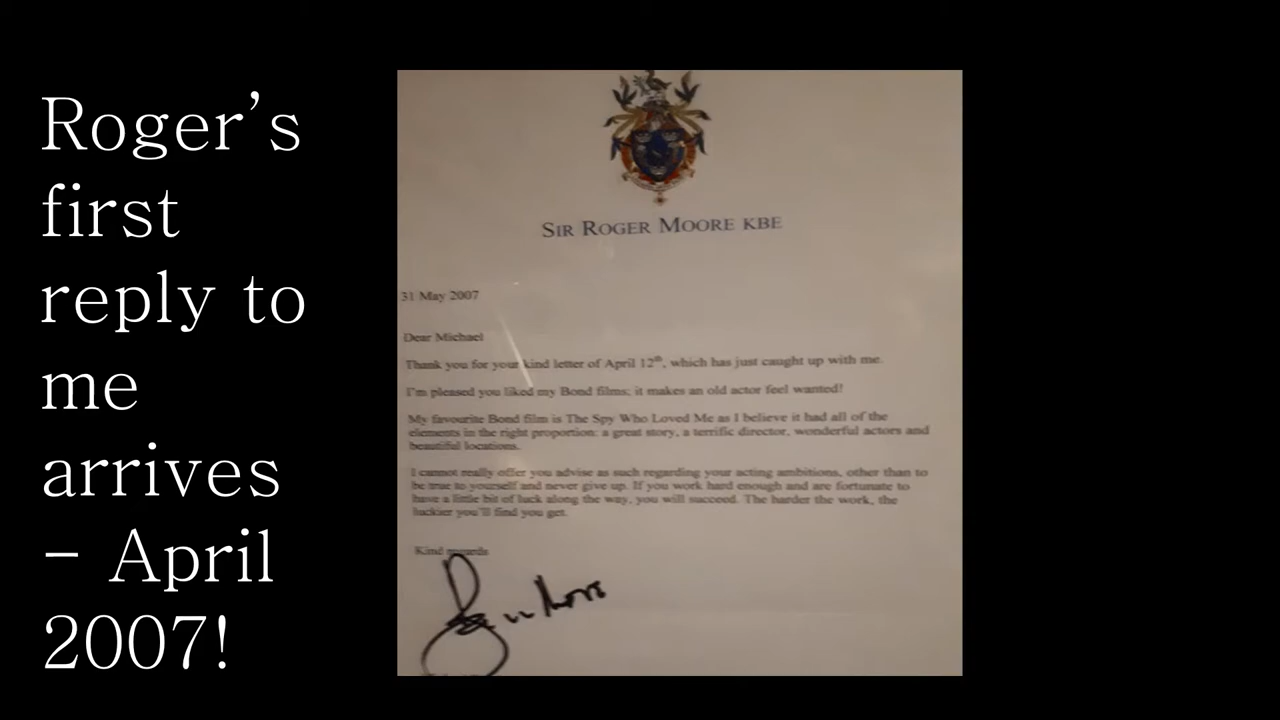 Roger's
first
reply to
me
arrives
- April
2007!
SIR ROGER MOORE KBE
31 May 2007
Dear Michael
Thank you for your kind letter of April 12th, which has just caught up with me.
I'm pleased you liked my Bond films; it makes an old actor feel wanted!
My favourite Bond film is The Spy Who Loved Me as I believe it had all of the
elements in the right proportion: a great story, a terrific director, wonderful actors and
beautiful locations.
I cannot really offer you advise as such regarding your acting ambitions, other than to
be true to yourself and never give up. If you work hard enough and are fortunate to
have a little bit of luck along the way, you will succeed. The harder the work, the
luckier you'll find you get.
Kind regards